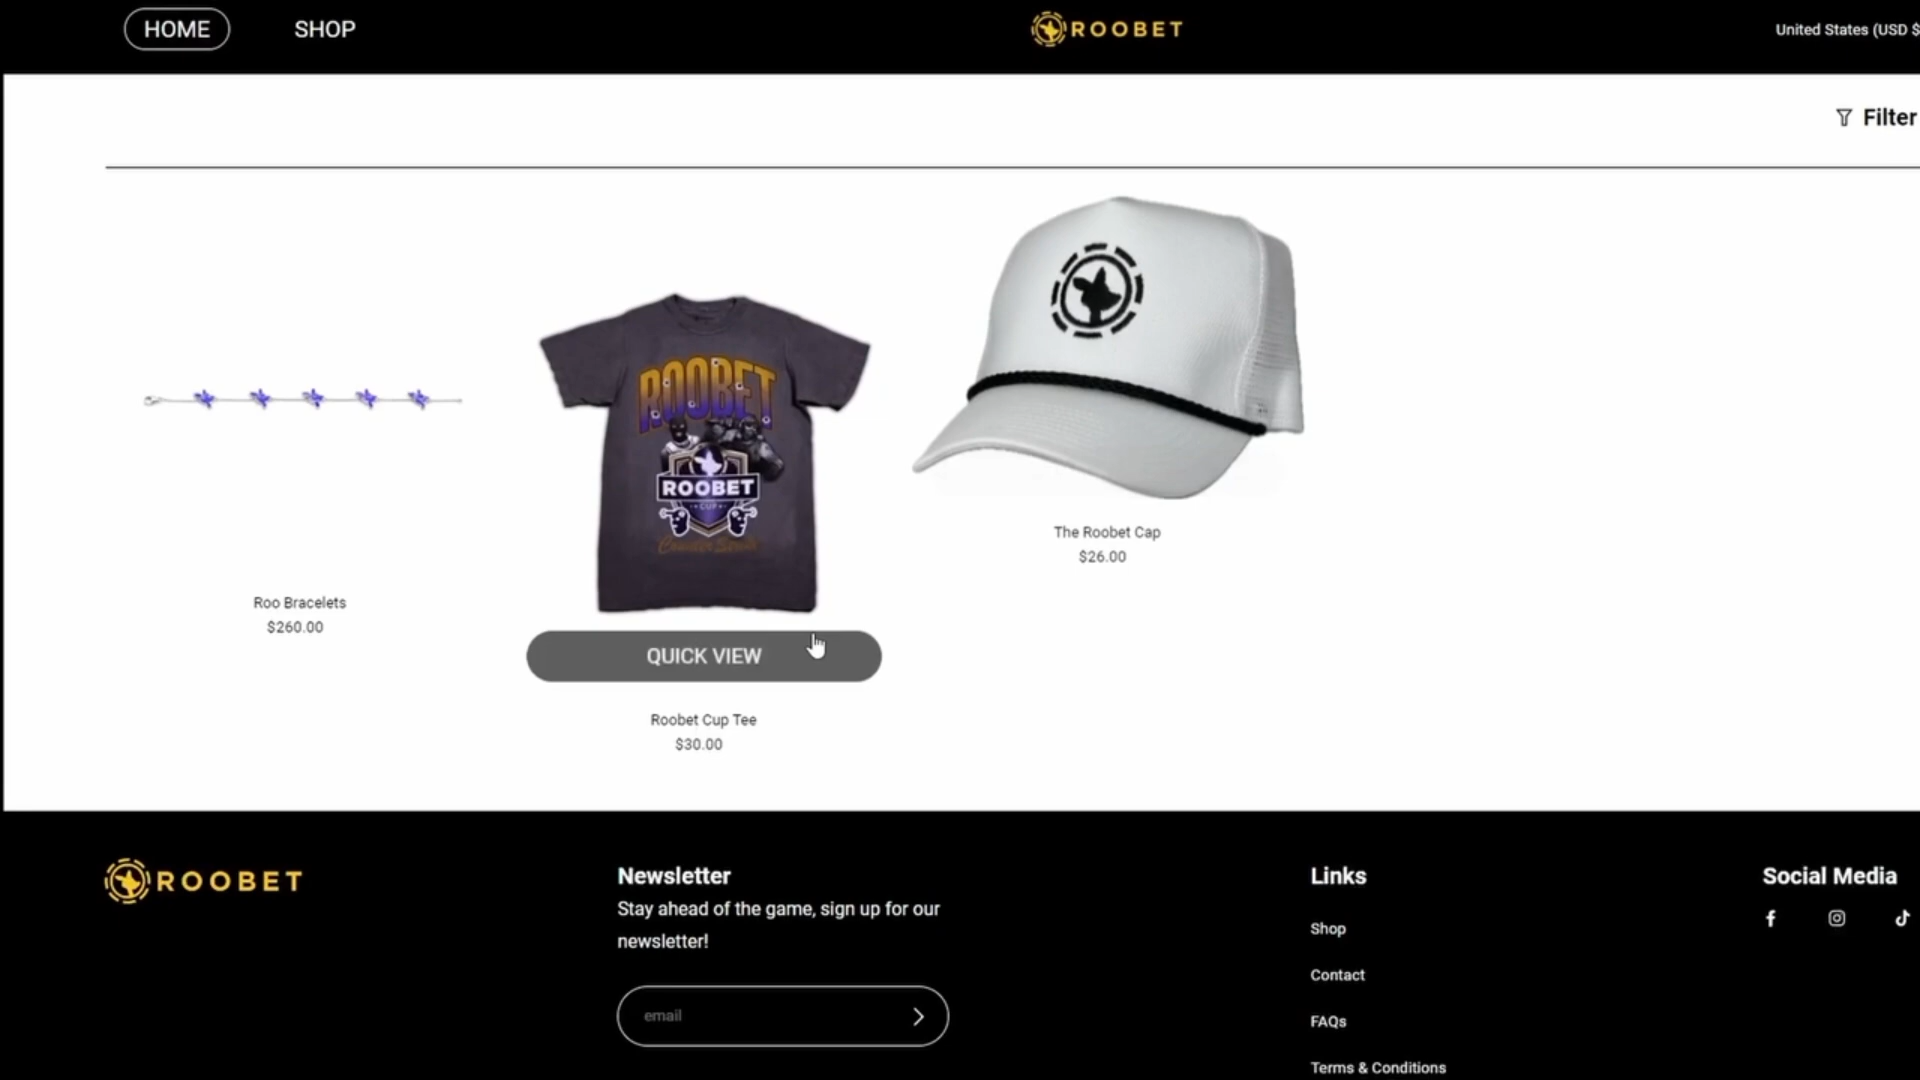 HOME
SHOP
ROOBET
United States (USD $
Filter
ROOBET
ROOBET
CUP
Roo Bracelets
$260.00
QUICK VIEW
Roobet Cup Tee
$30.00
The Roobet Cap
$26.00
ROOBET
Newsletter
Stay ahead of the game, sign up for our
newsletter!
email
Links
Shop
Contact
FAQs
Terms & Conditions
Social Media